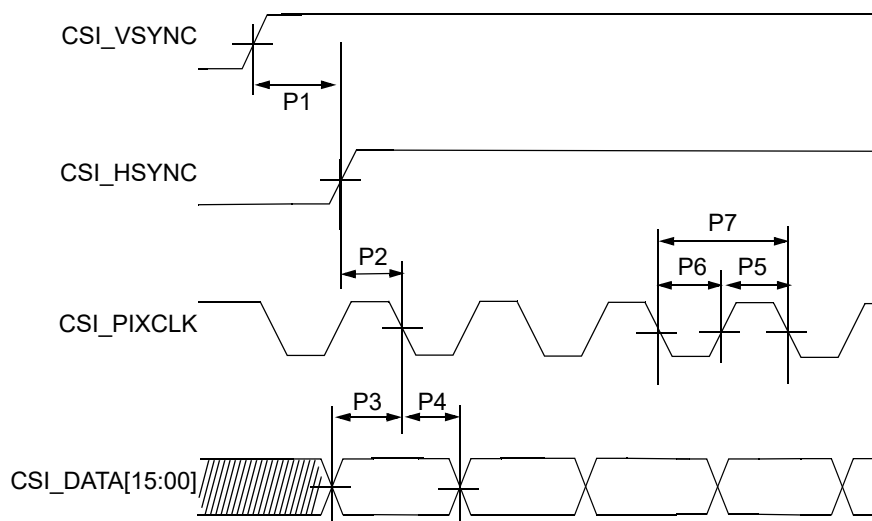 CSI_VSYNC
P1
CSI_HSYNC
P7
P2
P6 P5
CSI_PIXCLK
P3 P4
CSI_DATA[15:00]